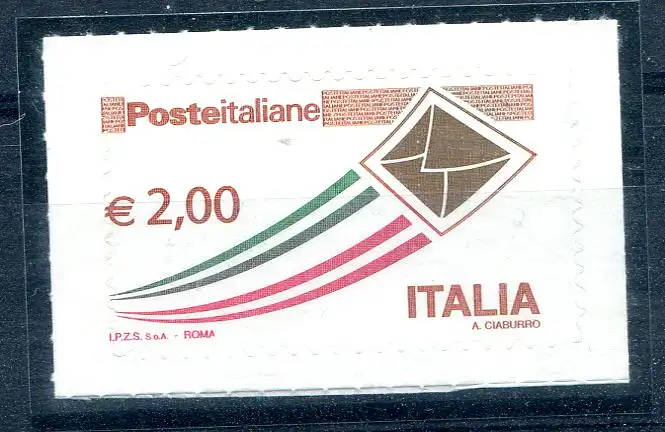 Posteitaliane
€ 2,00
ITALIA
A. CIABURRO
I.P.Z.S. S.p.A. - ROMA